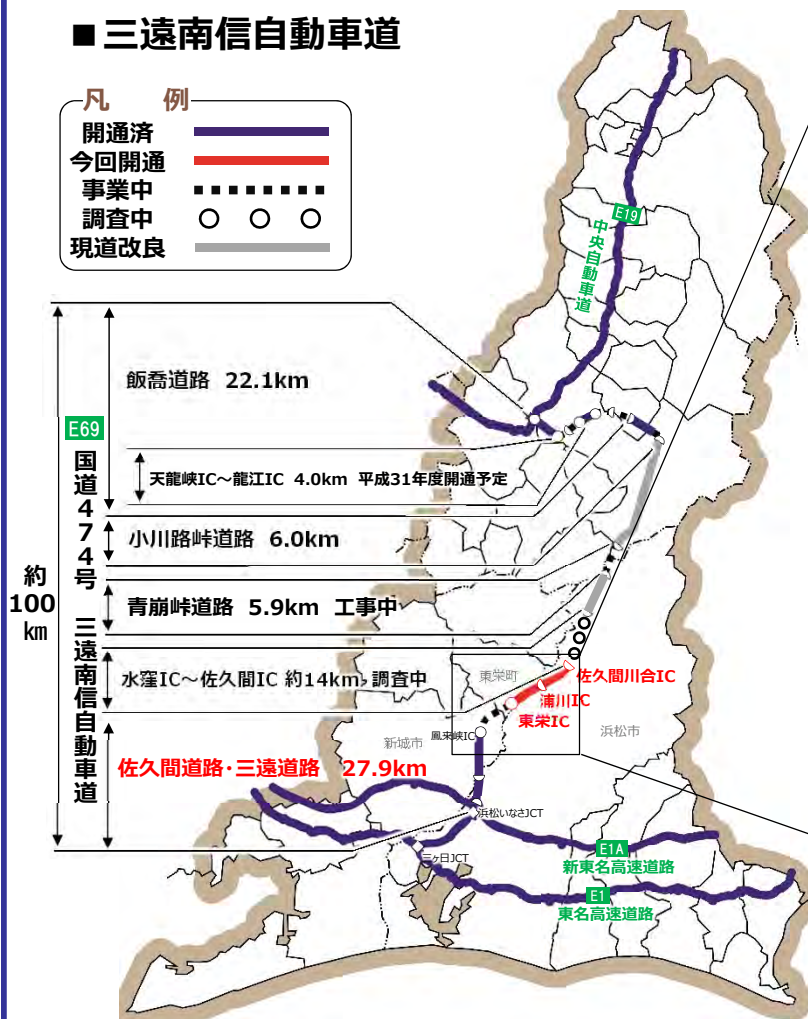 ■三遠南信自動車道
凡 例
開通済
今回開通
事業中
調査中
現道改良
E19
中央自動車道
飯喬道路 22.1km
E69
国道474号 三遠南信自動車道
天龍峡IC～龍江IC 4.0km 平成31年度開通予定
小川路峠道路 6.0km
約
100
km
青崩峠道路 5.9km 工事中
水窪IC～佐久間IC 約14km 調査中
東栄町
佐久間川合IC
浦川IC
東栄IC
鳳来峡IC
新城市
浜松市
佐久間道路・三遠道路 27.9km
浜松いなさJCT
E1A
新東名高速道路
三ヶ日JCT
E1
東名高速道路